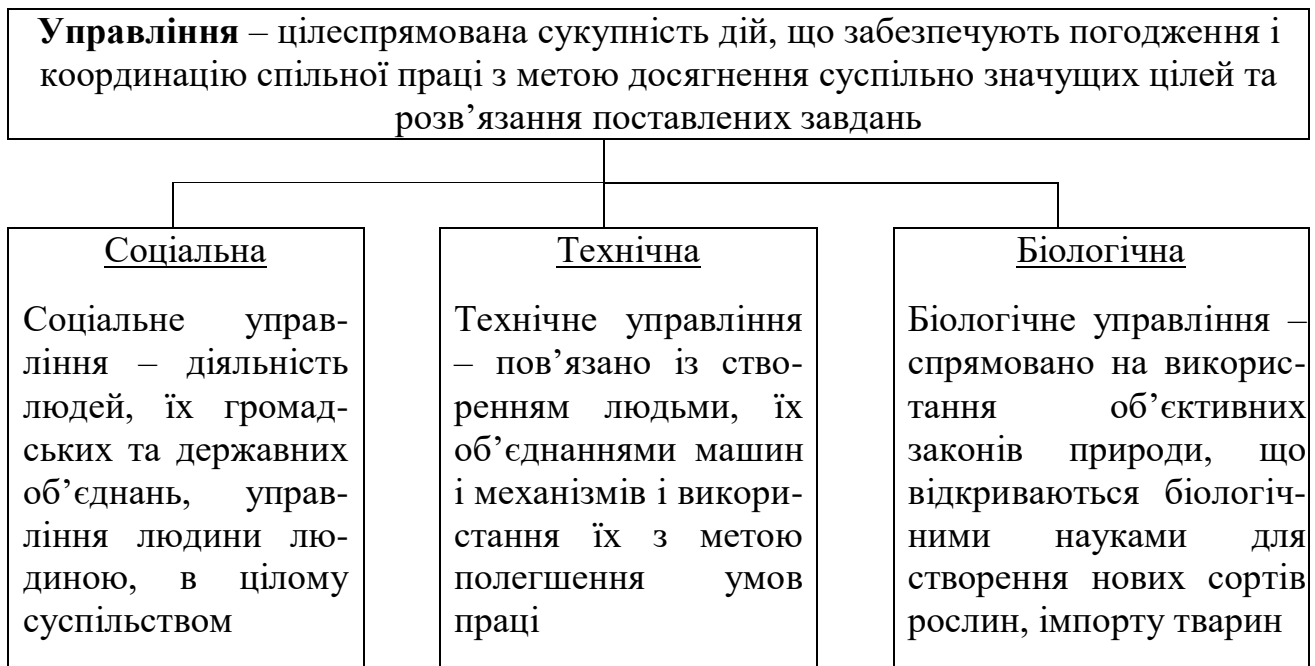 Управління – цілеспрямована сукупність дій, що забезпечують погодження і
координацію спільної праці з метою досягнення суспільно значущих цілей та
розв’язання поставлених завдань
Соціальна
Соціальне управ-
ління – діяльність
людей, їх громад-
ських та державних
об’єднань, управ-
ління людини лю-
диною, в цілому
суспільством
Технічна
Технічне управління
– пов’язано із ство-
ренням людьми, їх
об’єднаннями машин
і механізмів і викори-
стання їх з метою
полегшення умов
праці
Біологічна
Біологічне управління –
спрямовано на викорис-
тання об’єктивних
законів природи, що
відкриваються біологіч-
ними науками для
створення нових сортів
рослин, імпорту тварин